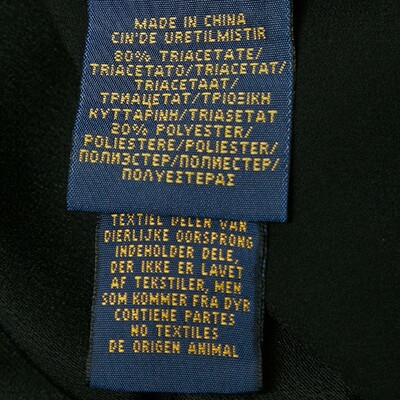 MADE IN CHINA
CIN'DE URETILMISTIR
80% TRIACETATE/
TRIACETATO/TRIACETAT/
TRIACETAAT/
ТРИАЦЕТАТ/ΤΡΙΟΞΙΚΗ
ΚΥΤΤΑΡΙΝΗ/TRIASETAT
20% POLYESTER/
POLIESTERE/POLIESTER/
ПОЛИЭСТЕР/ПОЛИЕСТЕР/
ΠΟΛΥΕΣΤΕΡΑΣ
TEXTIEL DELEN VAN
DIERLIJKE OORSPRONG
INDEHOLDER DELE,
DER IKKE ER LAVET
AF TEKSTILER, MEN
SOM KOMMER FRA DYR
CONTIENE PARTES
NO TEXTILES
DE ORIGEN ANIMAL